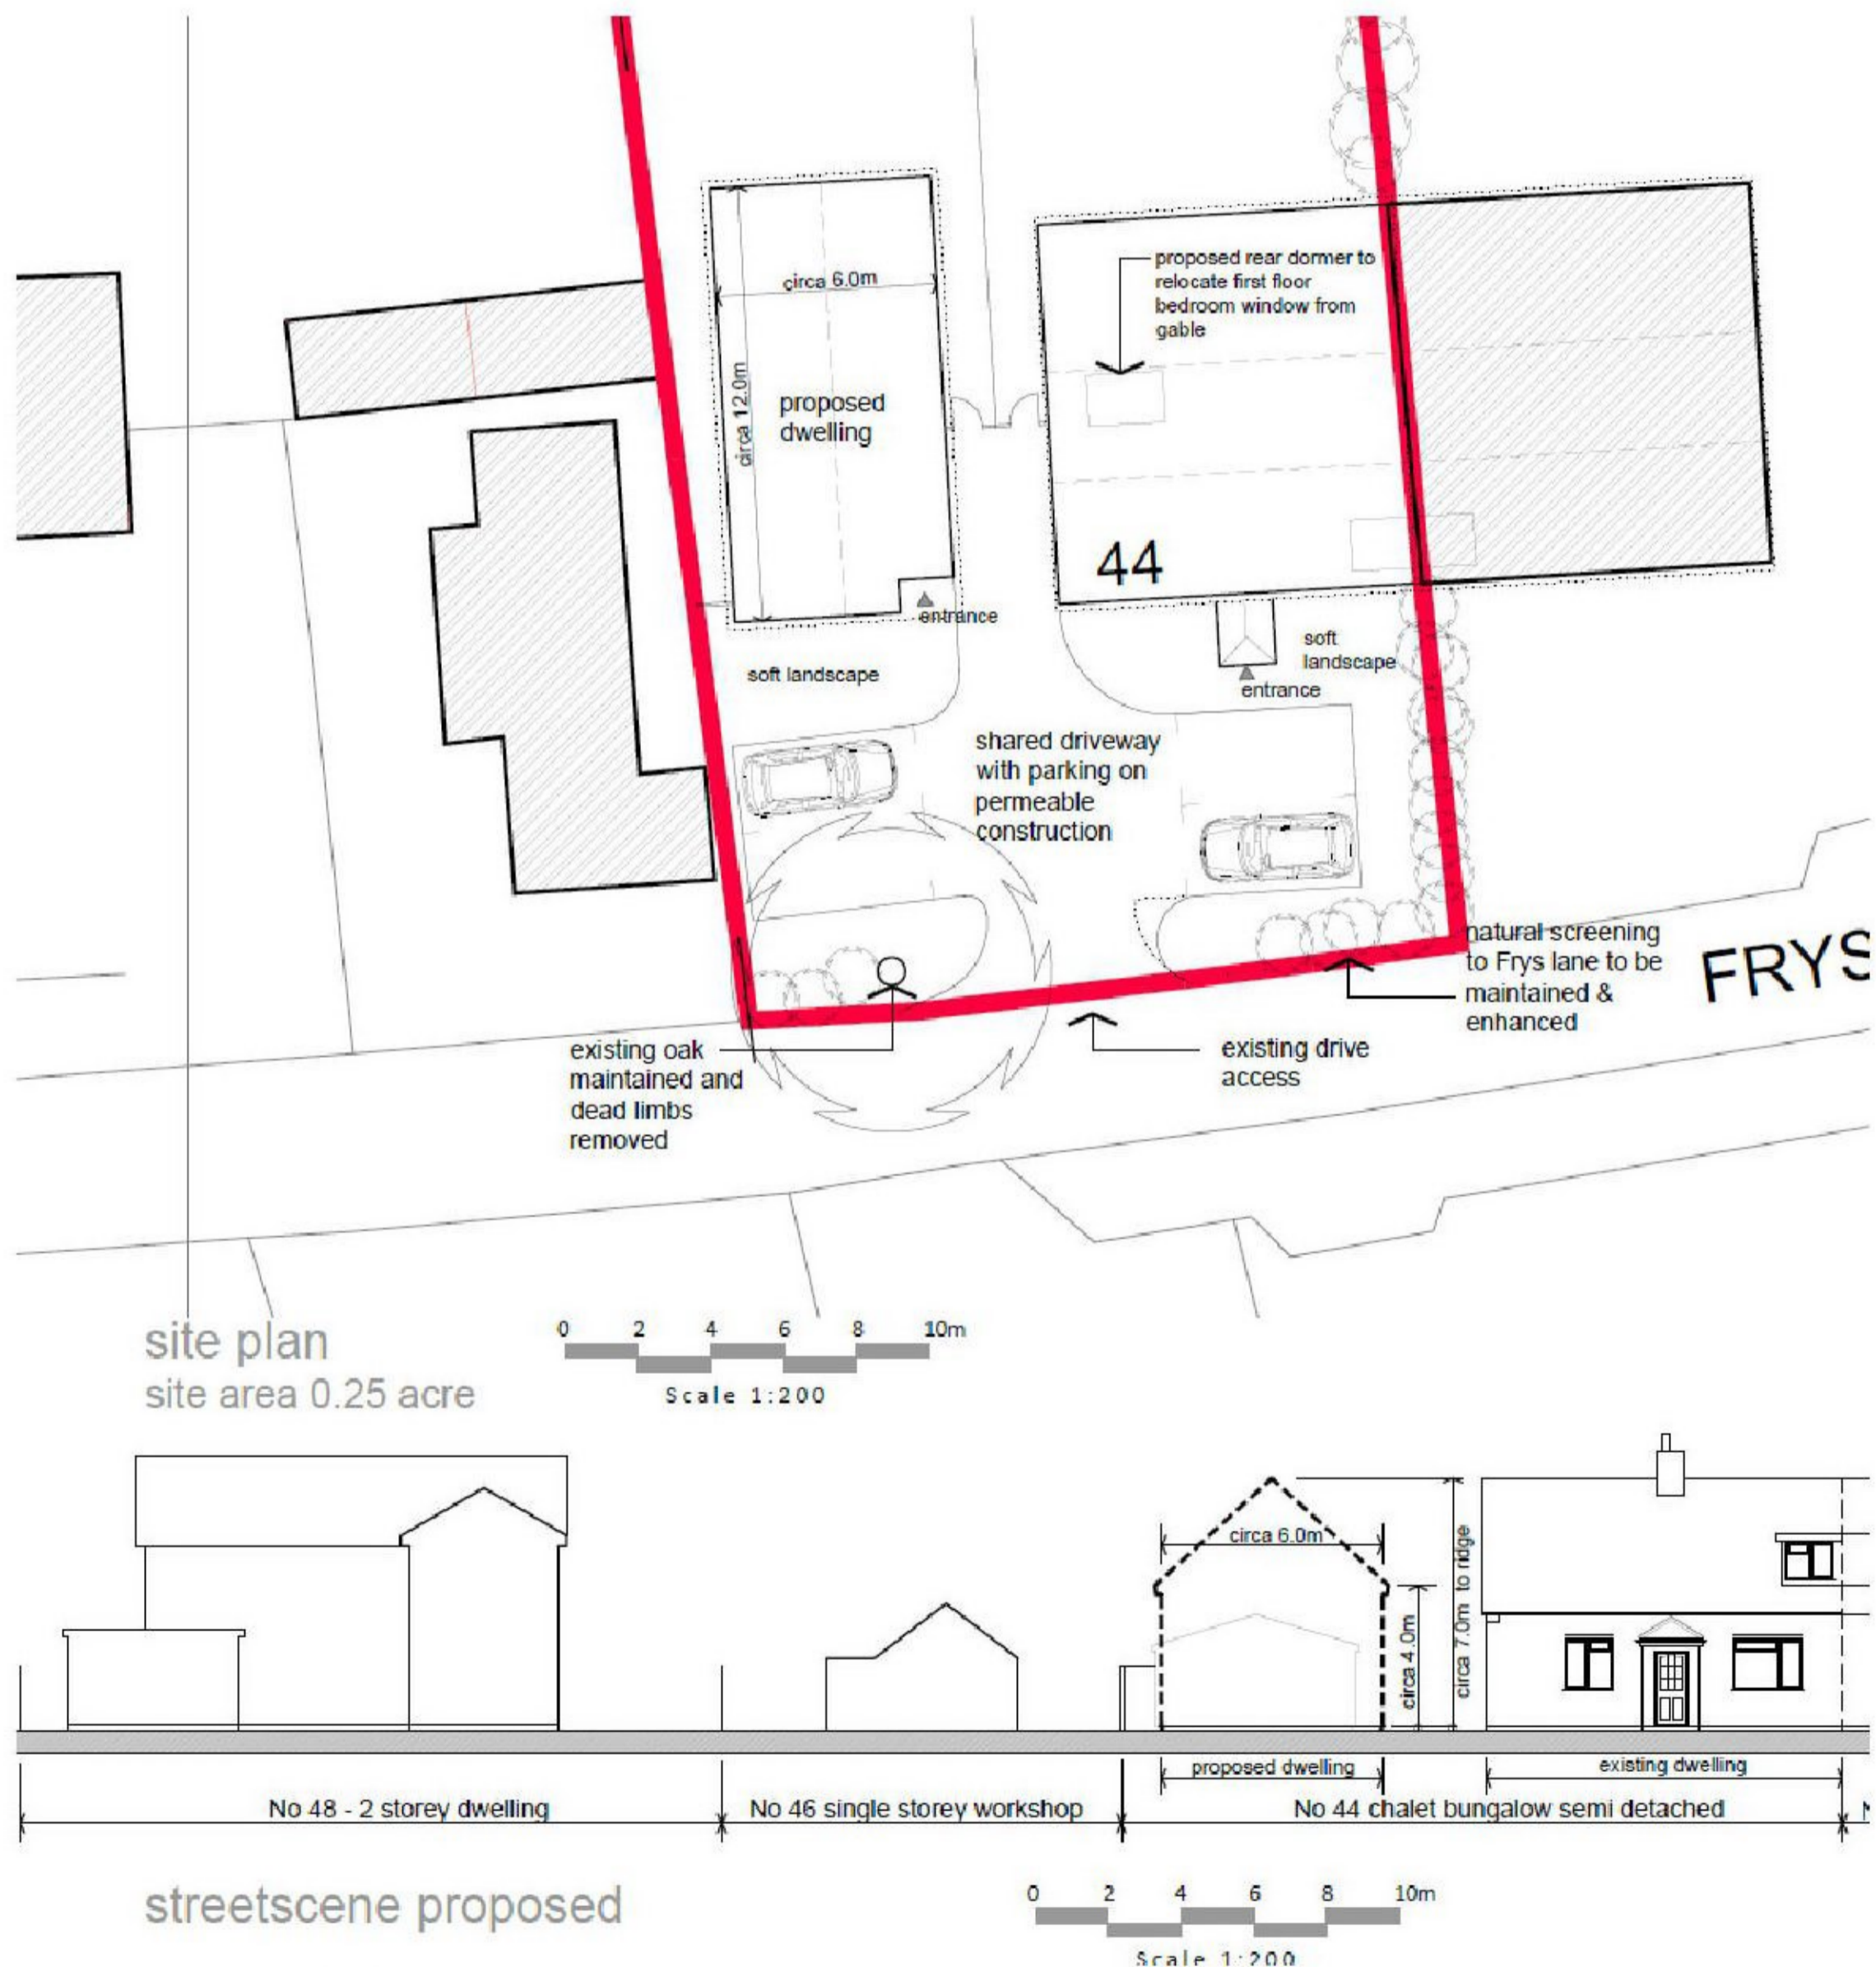 proposed rear dormer to
relocate first floor
bedroom window from
gable
circa 6.0m
circa 12.0m
proposed
dwelling
44
entrance
soft
landscape
soft landscape
entrance
shared driveway
with parking on
permeable
construction
natural screening
to Frys lane to be
maintained &
enhanced
FRYS
existing oak
maintained and
dead limbs
removed
existing drive
access
site plan
site area 0.25 acre
0 2 4 6 8 10m
Scale 1:200
circa 6.0m
circa 4.0m
circa 7.0m to ridge
proposed dwelling
existing dwelling
No 48 - 2 storey dwelling
No 46 single storey workshop
No 44 chalet bungalow semi detached
streetscene proposed
0 2 4 6 8 10m
Scale 1:200